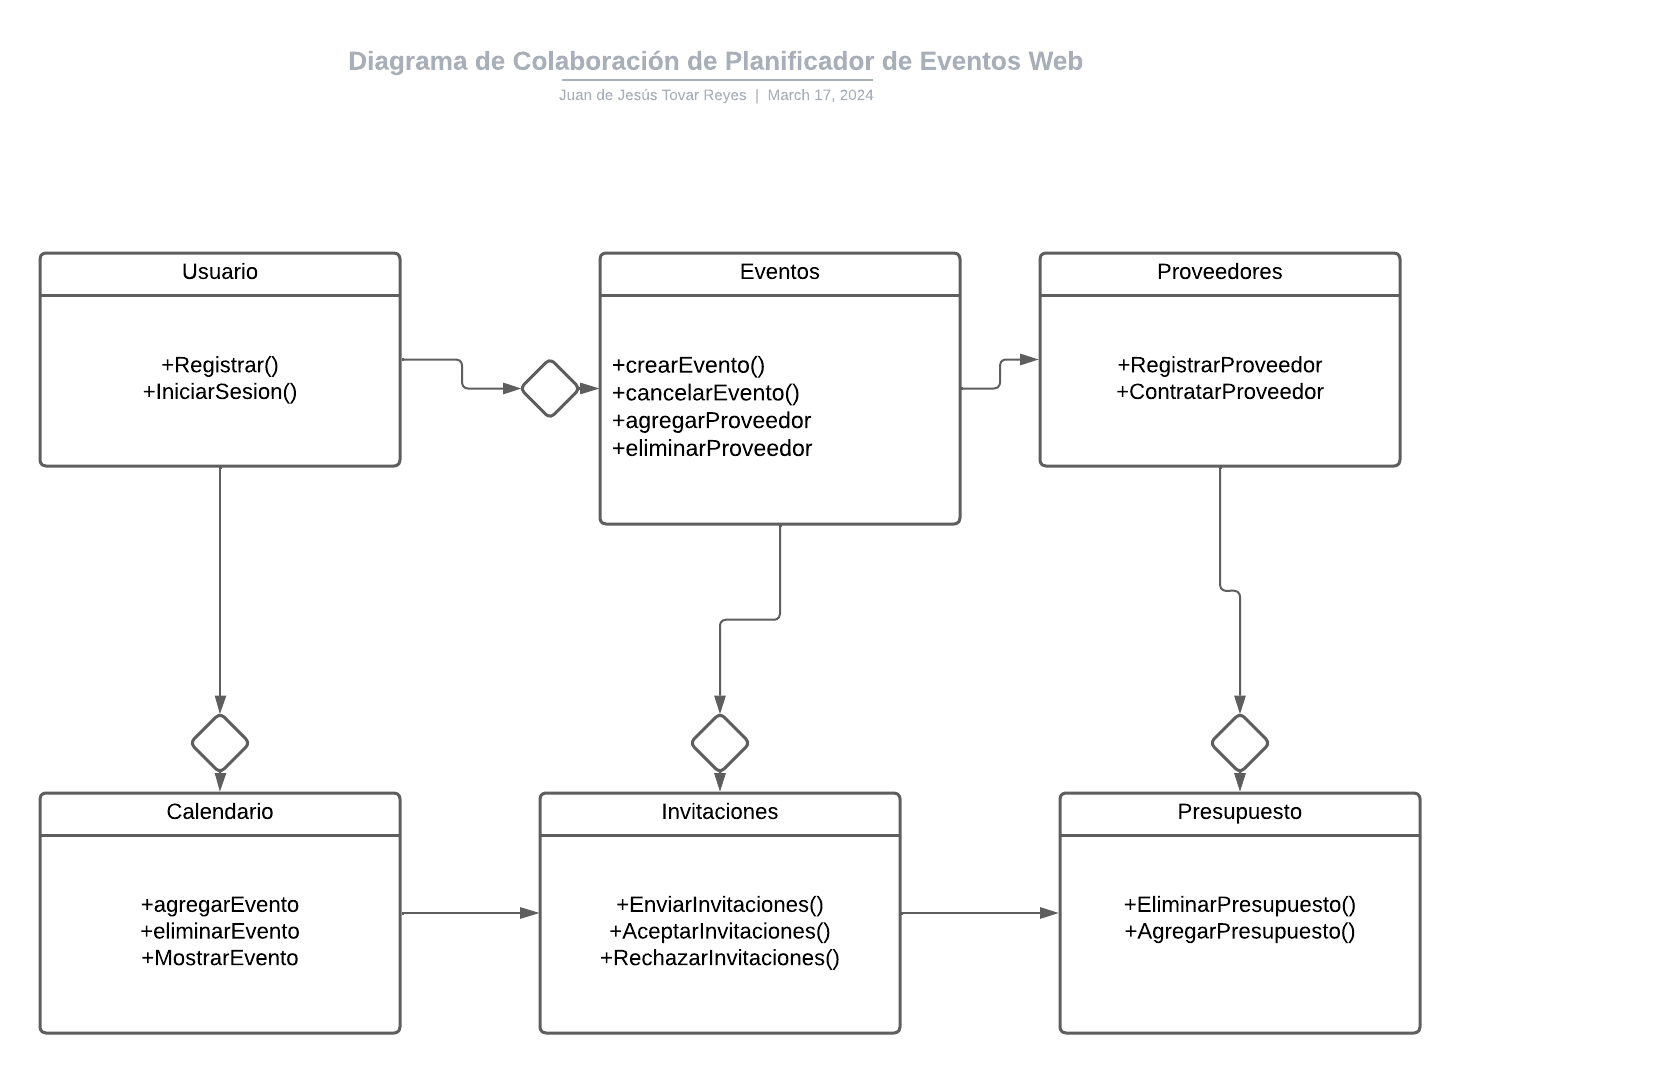 Diagrama de Colaboración de Planificador de Eventos Web
Juan de Jesús Tovar Reyes | March 17, 2024
Usuario
+Registrar()
+IniciarSesion()
Eventos
+crearEvento()
+cancelarEvento()
+agregarProveedor
+eliminarProveedor
Proveedores
+RegistrarProveedor
+ContratarProveedor
Calendario
+agregarEvento
+eliminarEvento
+MostrarEvento
Invitaciones
+EnviarInvitaciones()
+AceptarInvitaciones()
+RechazarInvitaciones()
Presupuesto
+EliminarPresupuesto()
+AgregarPresupuesto()